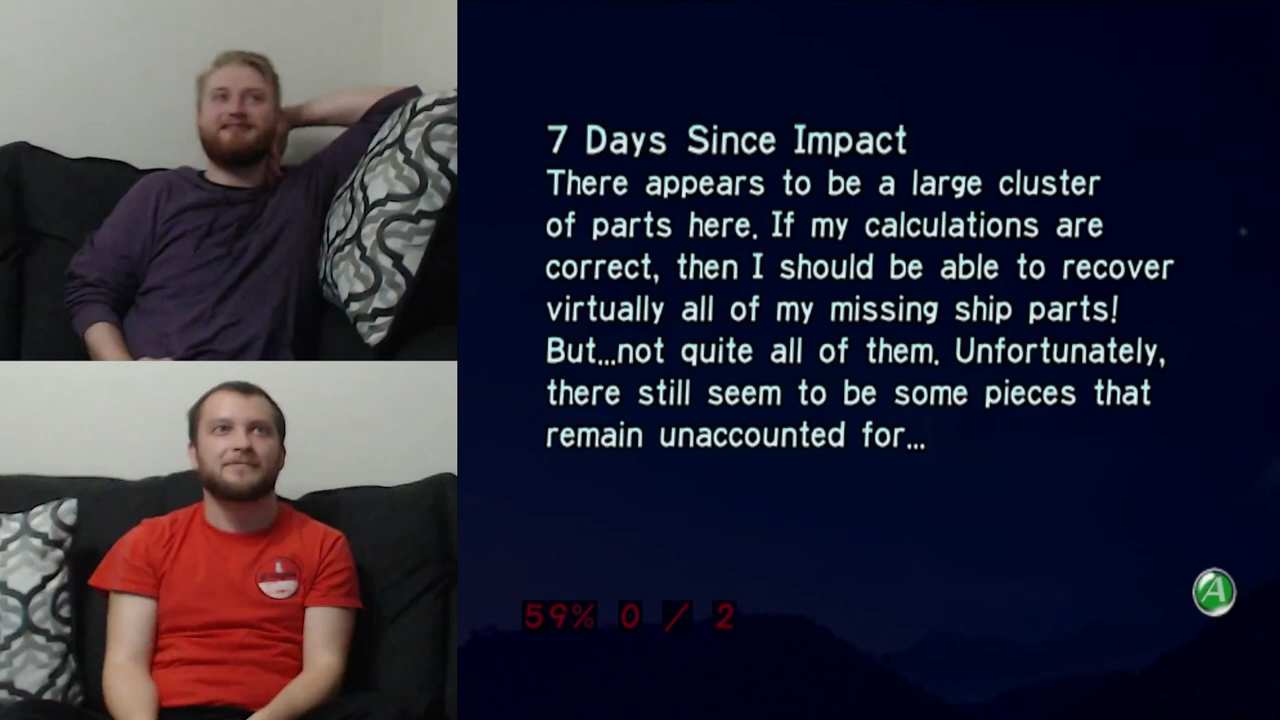 7 Days Since Impact
There appears to be a large cluster
of parts here. If my calculations are
correct, then I should be able to recover
virtually all of my missing ship parts!
But...not quite all of them. Unfortunately,
there still seem to be some pieces that
remain unaccounted for...
A
59% 0 / 2